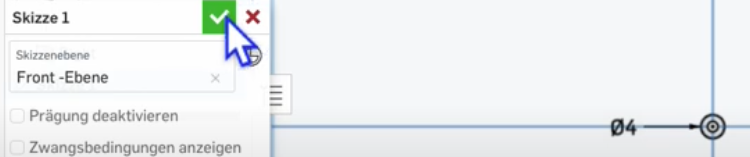 Skizze 1
Skizzenebene
Front -Ebene
Prägung deaktivieren
Zwangsbedingungen anzeigen
Ø4